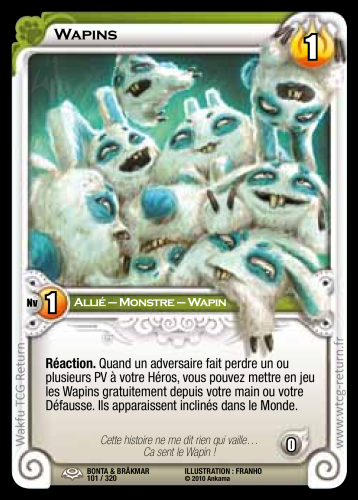 WAPINS
1
Nv 1 ALLIÉ – MONSTRE – WAPIN
Réaction. Quand un adversaire fait perdre un ou
plusieurs PV à votre Héros, vous pouvez mettre en jeu
les Wapins gratuitement depuis votre main ou votre
Défausse. Ils apparaissent inclinés dans le Monde.
Cette histoire ne me dit rien qui vaille…
Ca sent le Wapin !
0
BONTA & BRÂKMAR
101 / 320
ILLUSTRATION : FRANHO
© 2010 Ankama
Wakfu TCG Return
www.wtcg-return.fr